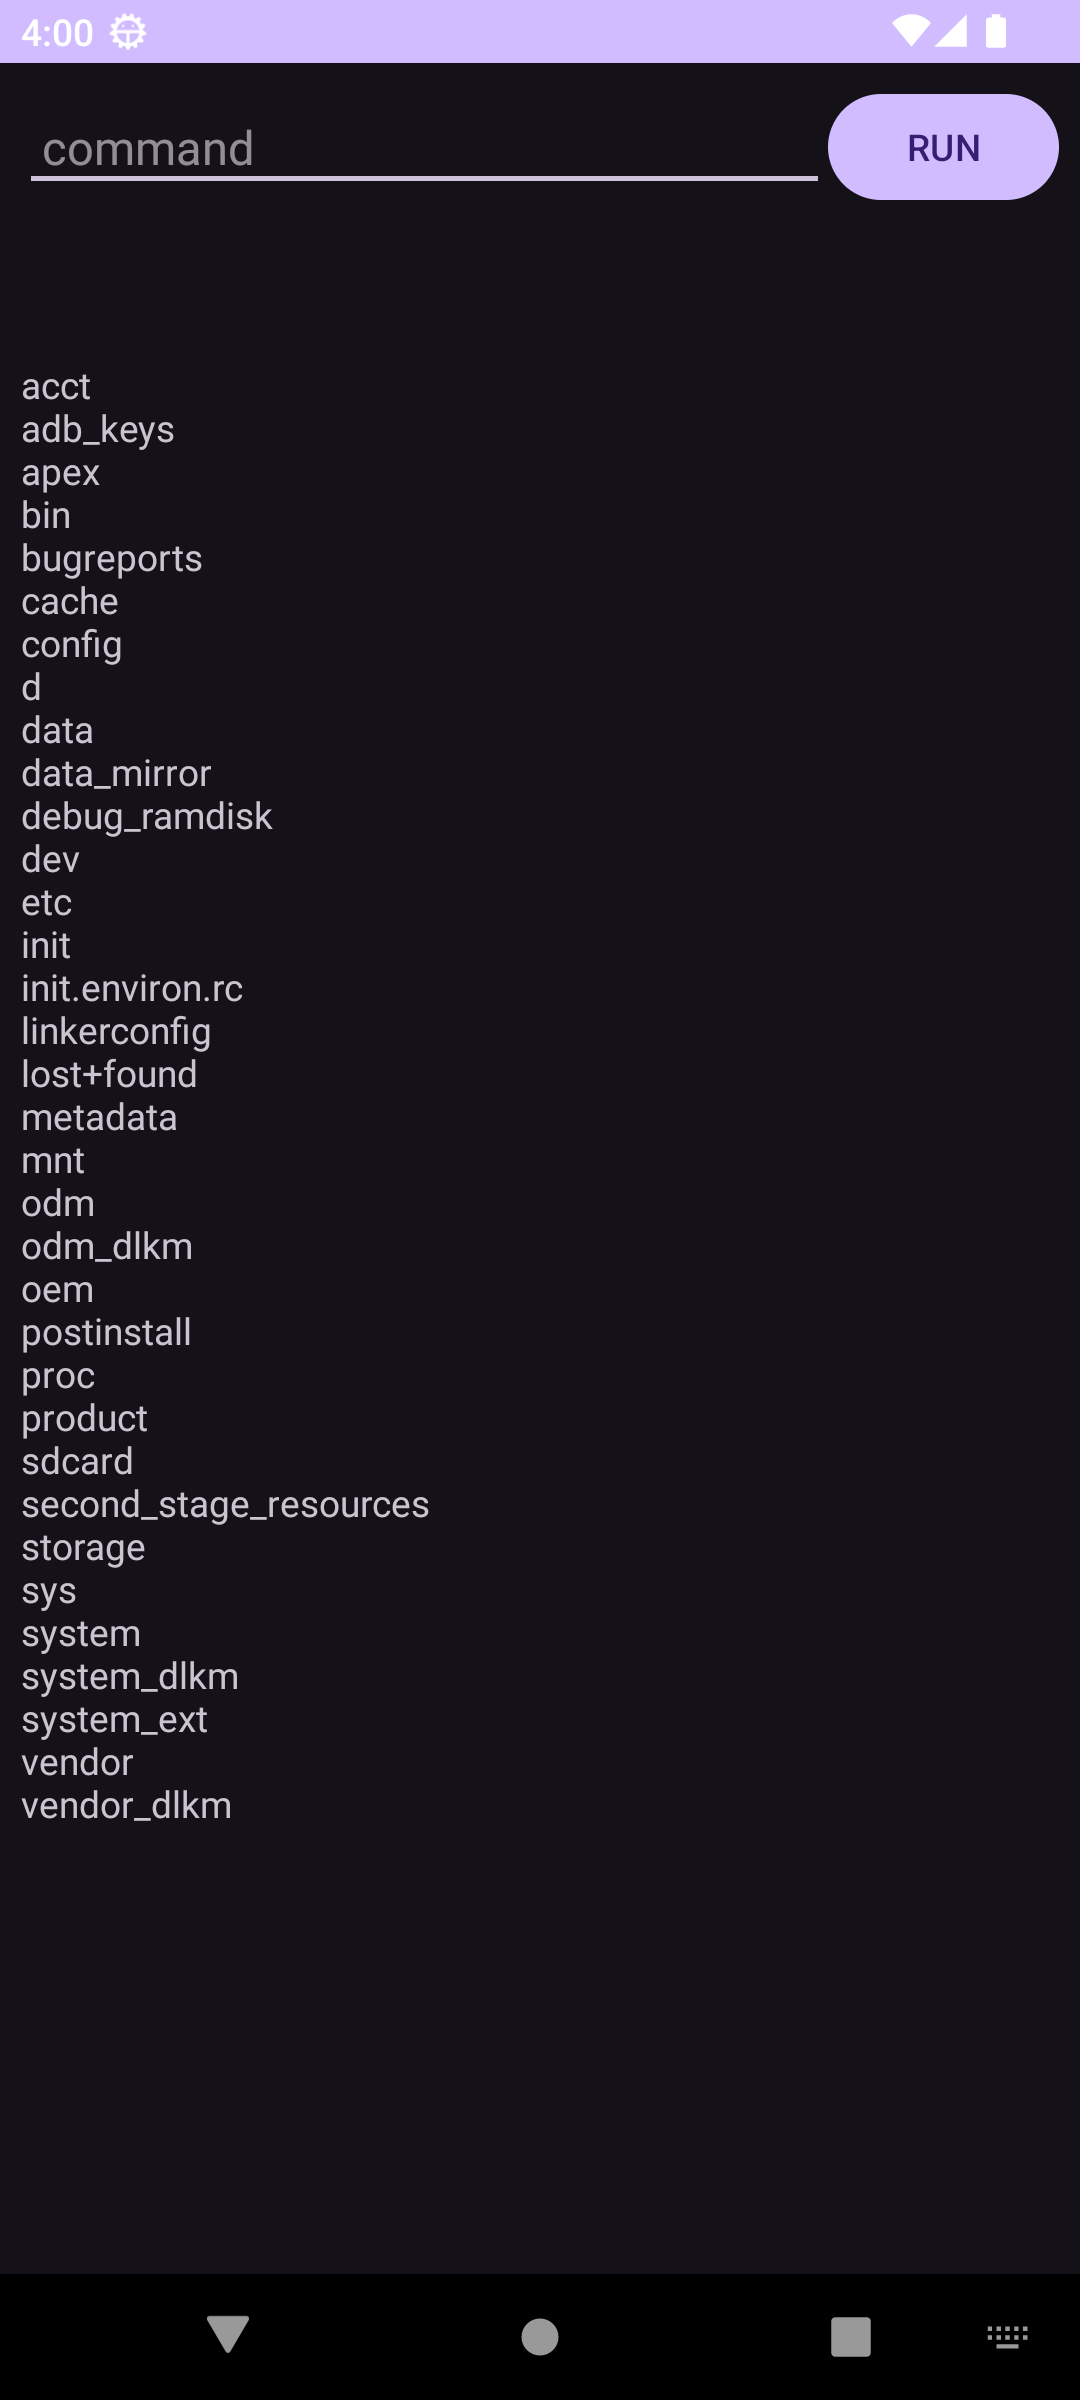 4:00
command
RUN
acct
adb_keys
apex
bin
bugreports
cache
config
d
data
data_mirror
debug_ramdisk
dev
etc
init
init.environ.rc
linkerconfig
lost+found
metadata
mnt
odm
odm_dlkm
oem
postinstall
proc
product
sdcard
second_stage_resources
storage
sys
system
system_dlkm
system_ext
vendor
vendor_dlkm